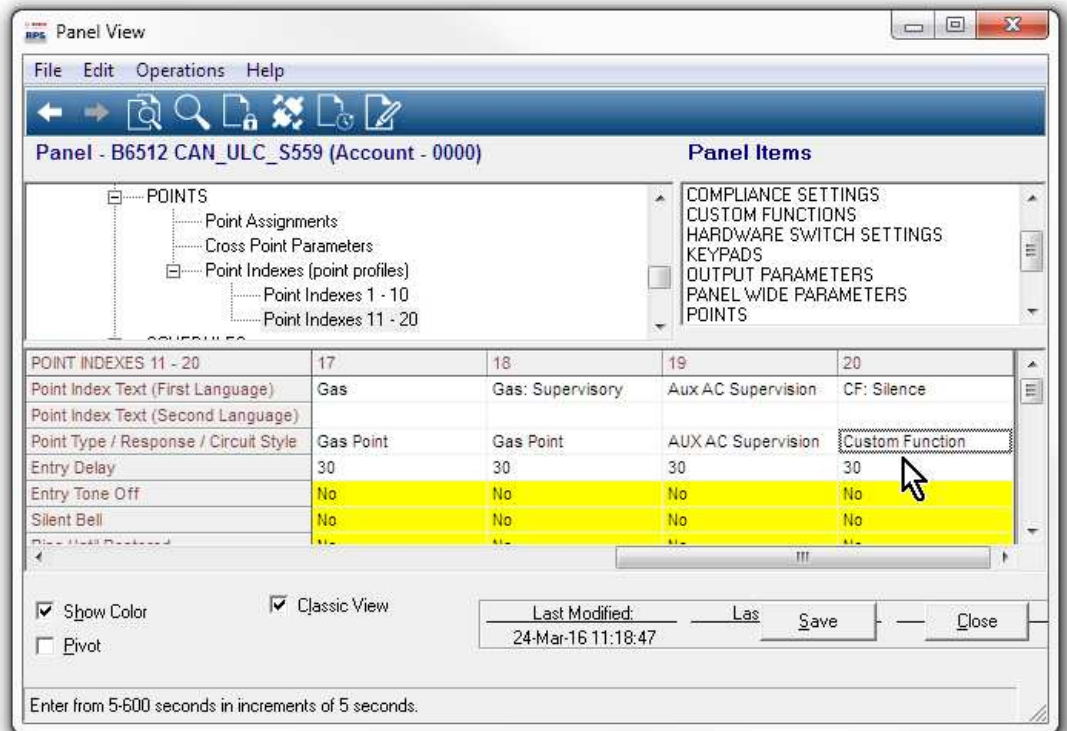 RPS Panel View
File Edit Operations Help
Panel - B6512 CAN_ULC_S559 (Account - 0000) Panel Items
POINTS
Point Assignments
Cross Point Parameters
Point Indexes (point profiles)
Point Indexes 1 - 10
Point Indexes 11 - 20
COMPLIANCE SETTINGS
CUSTOM FUNCTIONS
HARDWARE SWITCH SETTINGS
KEYPADS
OUTPUT PARAMETERS
PANEL WIDE PARAMETERS
POINTS
POINT INDEXES 11 - 20 17 18 19 20
Point Index Text (First Language) Gas Gas: Supervisory Aux AC Supervision CF: Silence
Point Index Text (Second Language)
Point Type / Response / Circuit Style Gas Point Gas Point AUX AC Supervision Custom Function
Entry Delay 30 30 30 30
Entry Tone Off No No No No
Silent Bell No No No No
Show Color Classic View Last Modified: Las Save Close
24-Mar-16 11:18:47
Pivot
Enter from 5-600 seconds in increments of 5 seconds.